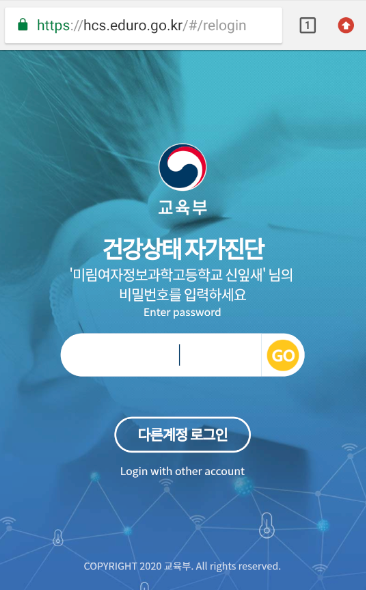 https://hcs.eduro.go.kr/#/relogin
1
교육부
건강상태 자가진단
'미림여자정보과학고등학교 신잎새' 님의
비밀번호를 입력하세요
Enter password
GO
다른계정 로그인
Login with other account
COPYRIGHT 2020 교육부. All rights reserved.